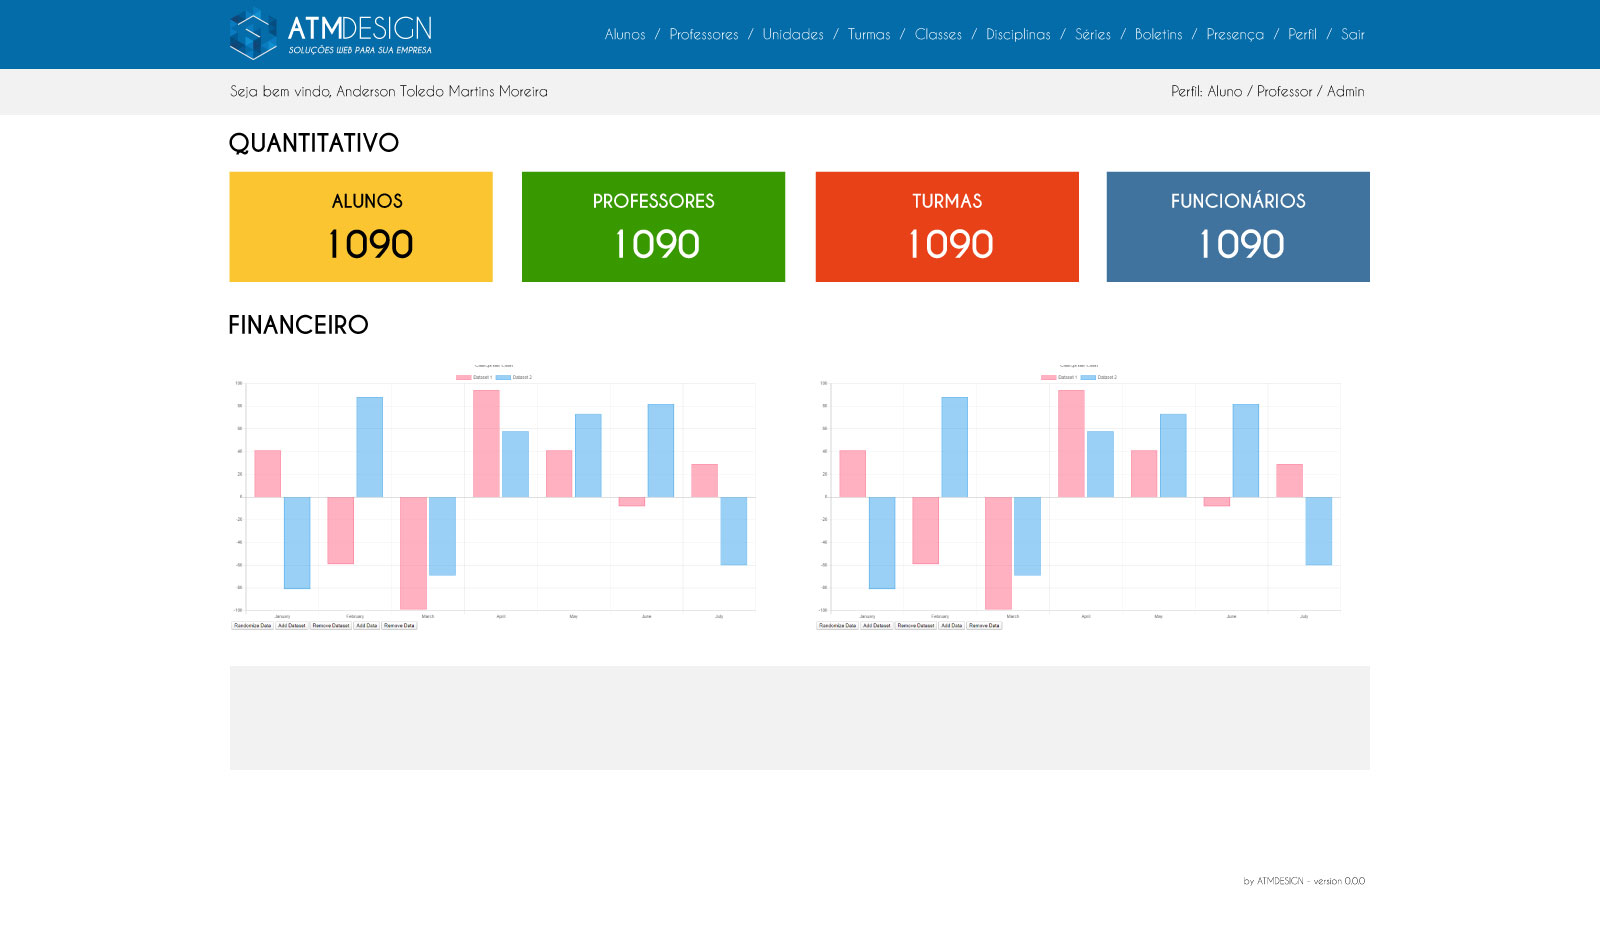 ATMDESIGN
SOLUÇÕES WEB PARA SUA EMPRESA
Alunos / Professores / Unidades / Turmas / Classes / Disciplinas / Séries / Boletins / Presença / Perfil / Sair
Seja bem vindo, Anderson Toledo Martins Moreira
Perfil: Aluno / Professor / Admin
QUANTITATIVO
ALUNOS
1090
PROFESSORES
1090
TURMAS
1090
FUNCIONÁRIOS
1090
FINANCEIRO
Dataset 1 Dataset 2
100
80
60
40
20
0
-20
-40
-60
-80
-100
January February March April May June July
Randomize Data Add Dataset Remove Dataset Add Data Remove Data
Dataset 1 Dataset 2
100
80
60
40
20
0
-20
-40
-60
-80
-100
January February March April May June July
Randomize Data Add Dataset Remove Dataset Add Data Remove Data
by ATMDESIGN - version 0.0.0